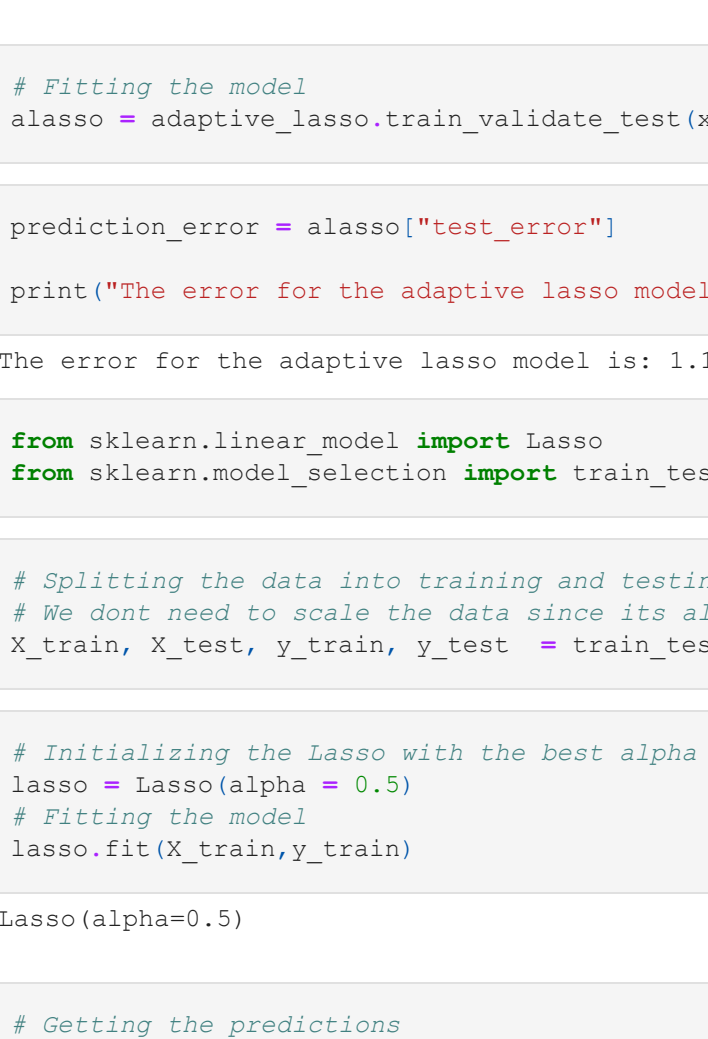 # Fitting the model
alasso = adaptive_lasso.train_validate_test(x
prediction_error = alasso["test_error"]
print("The error for the adaptive lasso model
The error for the adaptive lasso model is: 1.1
from sklearn.linear_model import Lasso
from sklearn.model_selection import train_tes
# Splitting the data into training and testin
# We dont need to scale the data since its al
X_train, X_test, y_train, y_test  = train_tes
# Initializing the Lasso with the best alpha
lasso = Lasso(alpha = 0.5)
# Fitting the model
lasso.fit(X_train,y_train)
Lasso(alpha=0.5)
# Getting the predictions